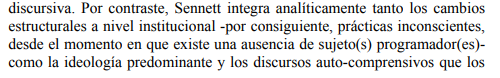 discursiva. Por contraste, Sennett integra analíticamente tanto los cambios
estructurales a nivel institucional -por consiguiente, prácticas inconscientes,
desde el momento en que existe una ausencia de sujeto(s) programador(es)-
como la ideología predominante y los discursos auto-comprensivos que los